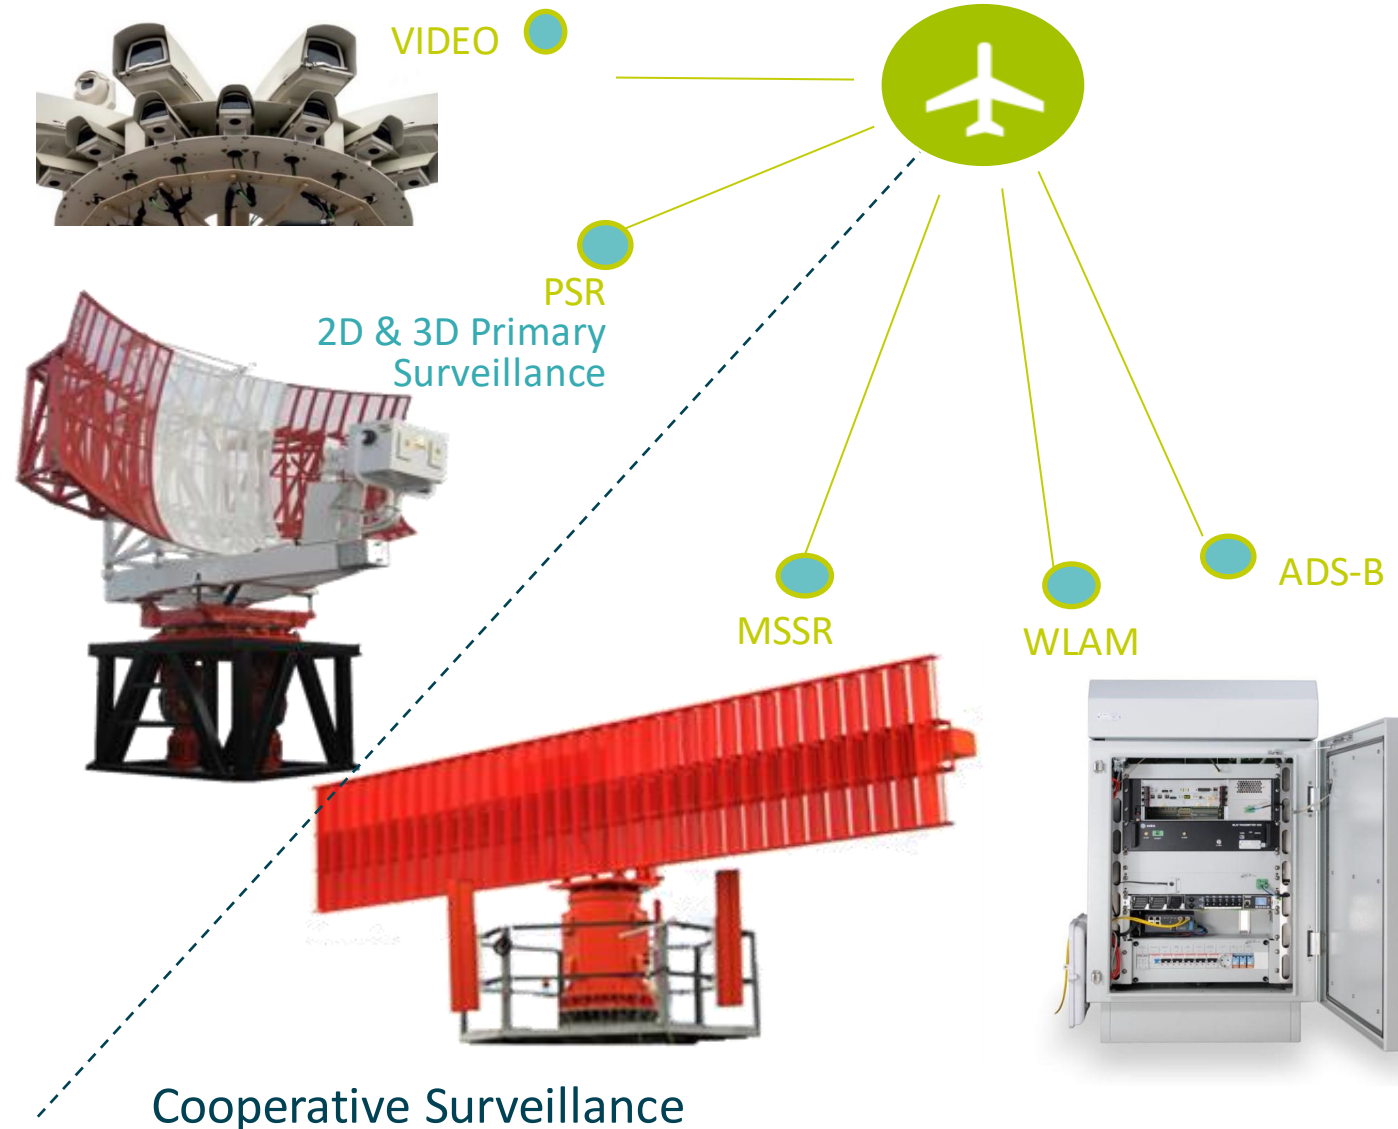 VIDEO
PSR
2D & 3D Primary
Surveillance
MSSR
WLAM
ADS-B
Cooperative Surveillance